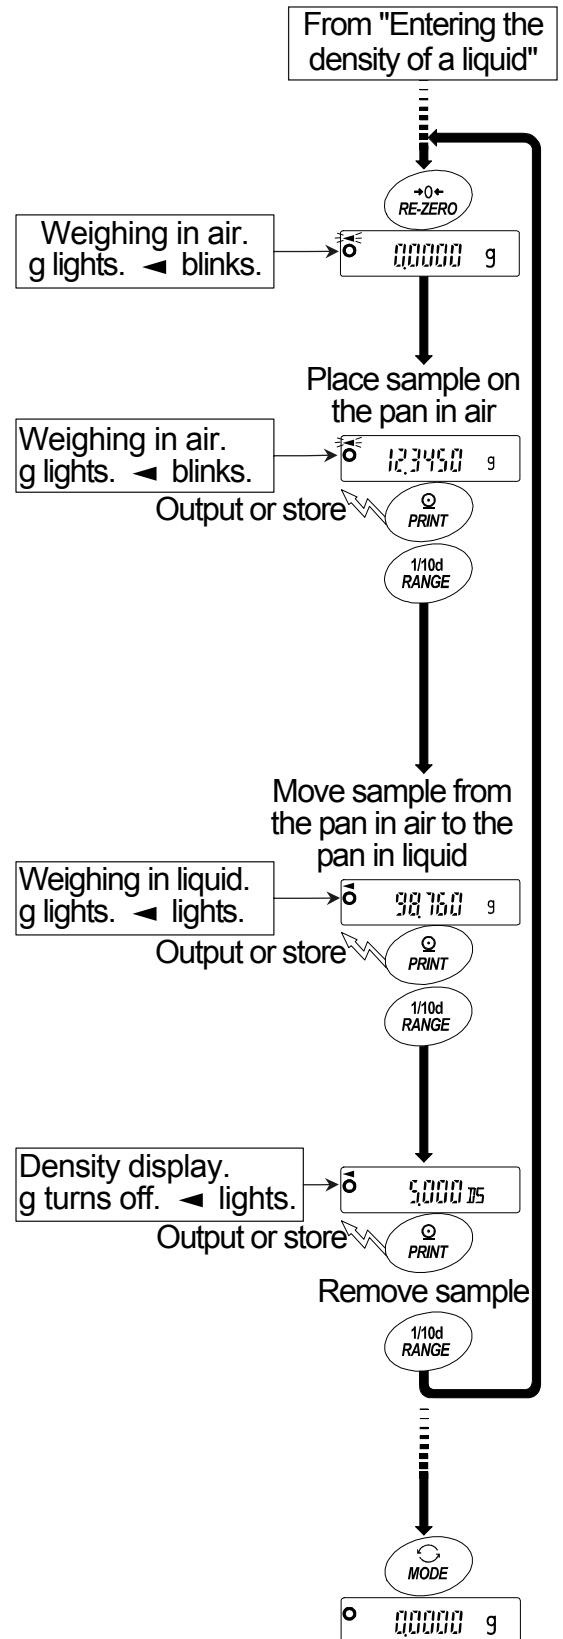 From "Entering the
density of a liquid"
→0←
RE-ZERO
Weighing in air.
g lights. ◄ blinks.
0.0000 g
Place sample on
the pan in air
Weighing in air.
g lights. ◄ blinks.
12.3450 g
Output or store
PRINT
1/10d
RANGE
Move sample from
the pan in air to the
pan in liquid
Weighing in liquid.
g lights. ◄ lights.
98.760 g
Output or store
PRINT
1/10d
RANGE
Density display.
g turns off. ◄ lights.
5.000 DS
Output or store
PRINT
Remove sample
1/10d
RANGE
MODE
0.0000 g